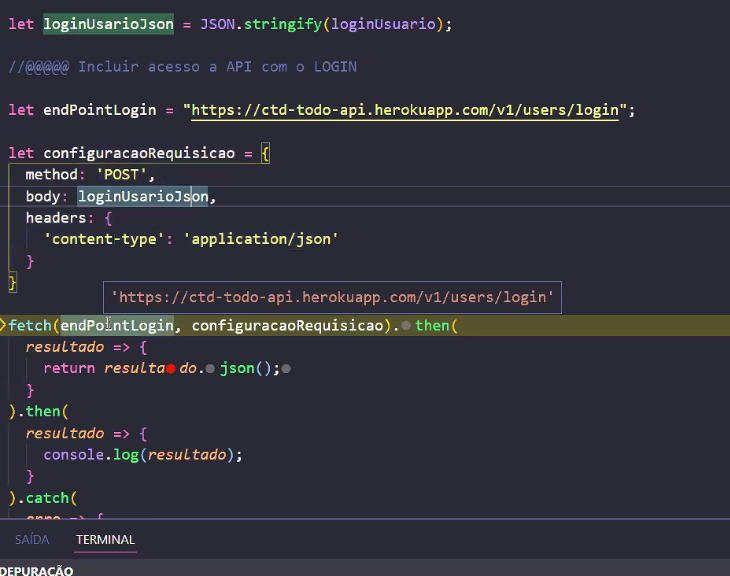 let loginUsarioJson = JSON.stringify(loginUsuario);
//@@@@@ Incluir acesso a API com o LOGIN
let endPointLogin = "https://ctd-todo-api.herokuapp.com/v1/users/login";
let configuracaoRequisicao = {
method: 'POST',
body: loginUsarioJson,
headers: {
'content-type': 'application/json'
}
}
'https://ctd-todo-api.herokuapp.com/v1/users/login'
fetch(endPointLogin, configuracaoRequisicao).then(
resultado => {
return resultado.json();
}
).then(
resultado => {
console.log(resultado);
}
).catch(
erro => {
SAÍDA TERMINAL
DEPURAÇÃO